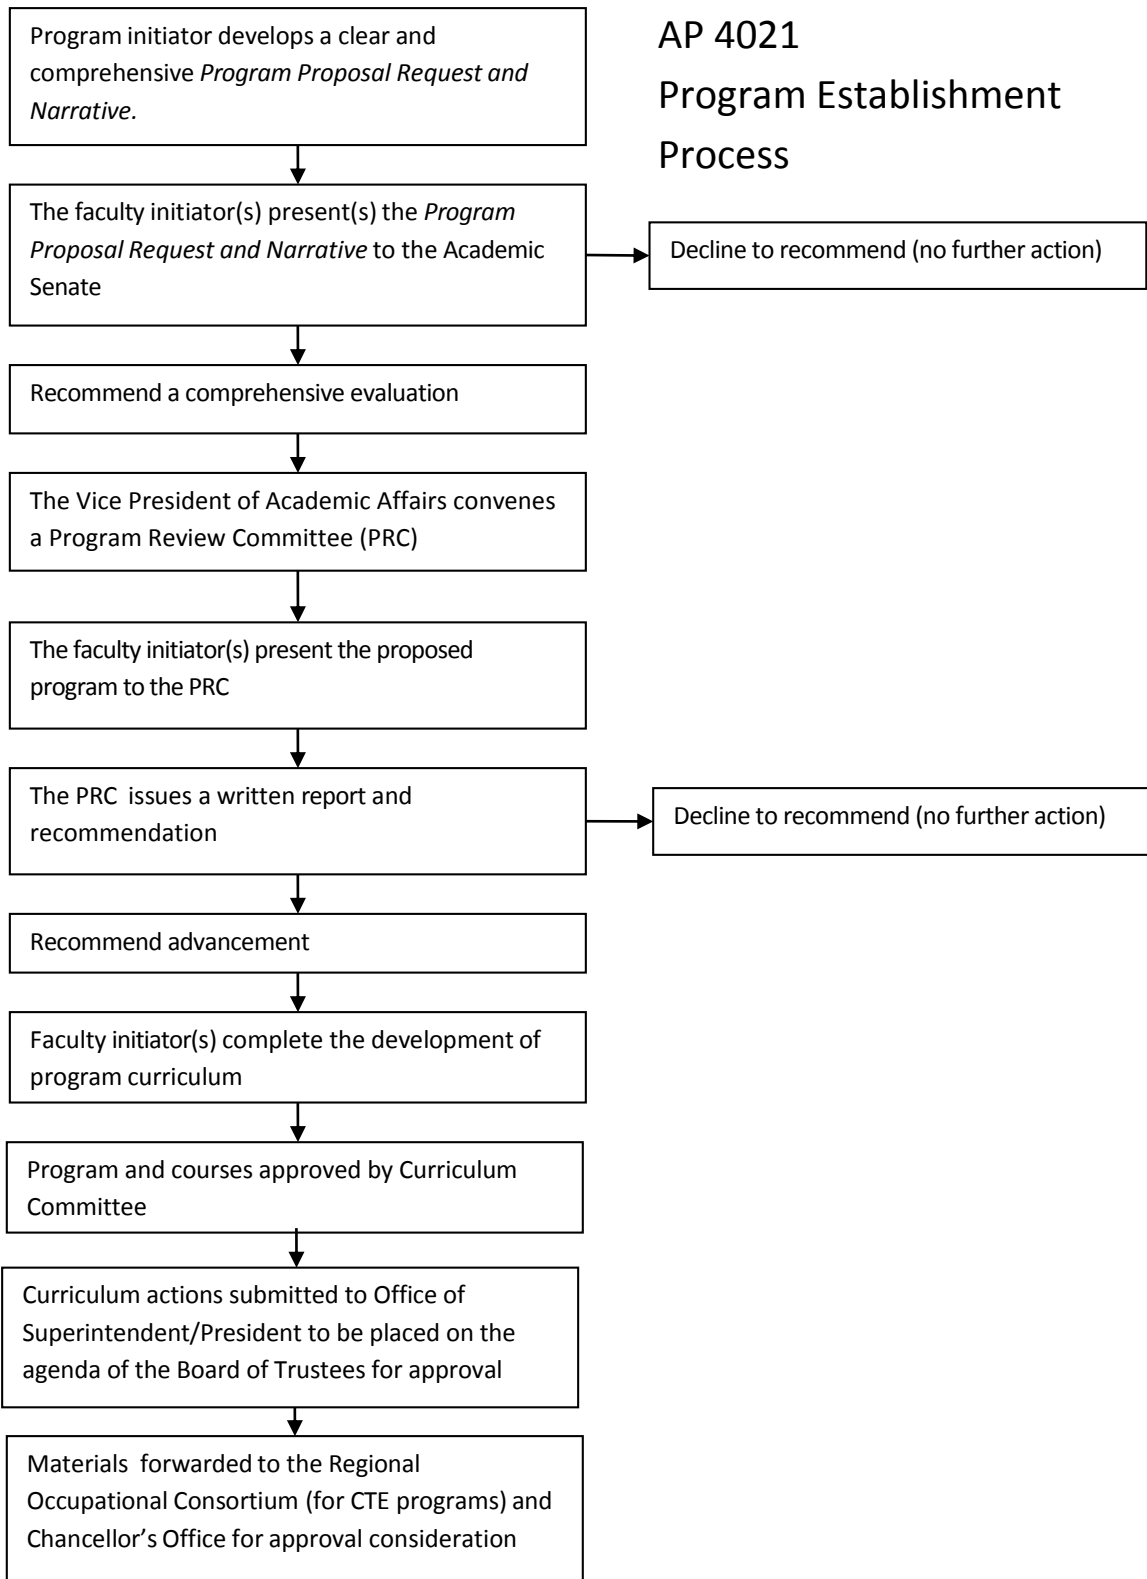 AP 4021
Program Establishment
Process
Program initiator develops a clear and
comprehensive Program Proposal Request and
Narrative.
The faculty initiator(s) present(s) the Program
Proposal Request and Narrative to the Academic
Senate
Decline to recommend (no further action)
Recommend a comprehensive evaluation
The Vice President of Academic Affairs convenes
a Program Review Committee (PRC)
The faculty initiator(s) present the proposed
program to the PRC
The PRC  issues a written report and
recommendation
Decline to recommend (no further action)
Recommend advancement
Faculty initiator(s) complete the development of
program curriculum
Program and courses approved by Curriculum
Committee
Curriculum actions submitted to Office of
Superintendent/President to be placed on the
agenda of the Board of Trustees for approval
Materials  forwarded to the Regional
Occupational Consortium (for CTE programs) and
Chancellor’s Office for approval consideration